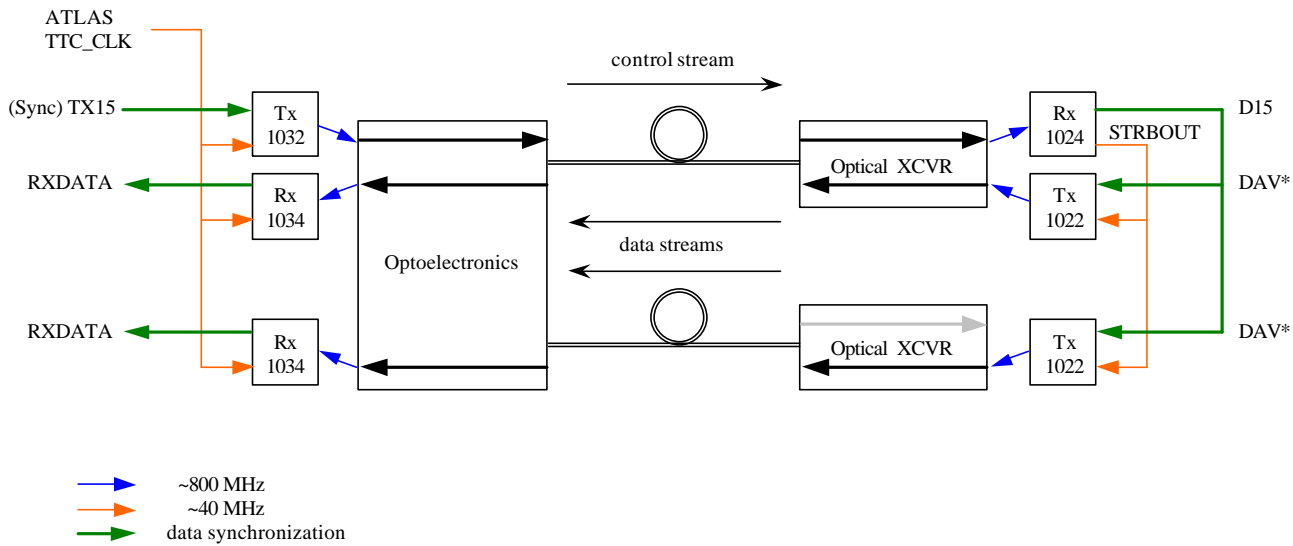 ATLAS
TTC_CLK
control stream
(Sync) TX15
Tx
1032
Rx
1024
D15
STRBOUT
Optical XCVR
RXDATA
Rx
1034
Tx
1022
DAV*
data streams
Optoelectronics
RXDATA
Rx
1034
Optical XCVR
Tx
1022
DAV*
~800 MHz
~40 MHz
data synchronization